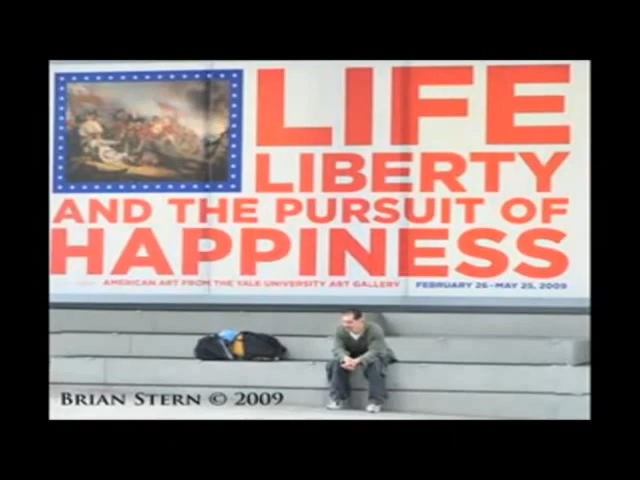 LIFE
LIBERTY
AND THE PURSUIT OF
HAPPINESS
AMERICAN ART FROM THE YALE UNIVERSITY ART GALLERY FEBRUARY 26-MAY 25, 2009
BRIAN STERN © 2009